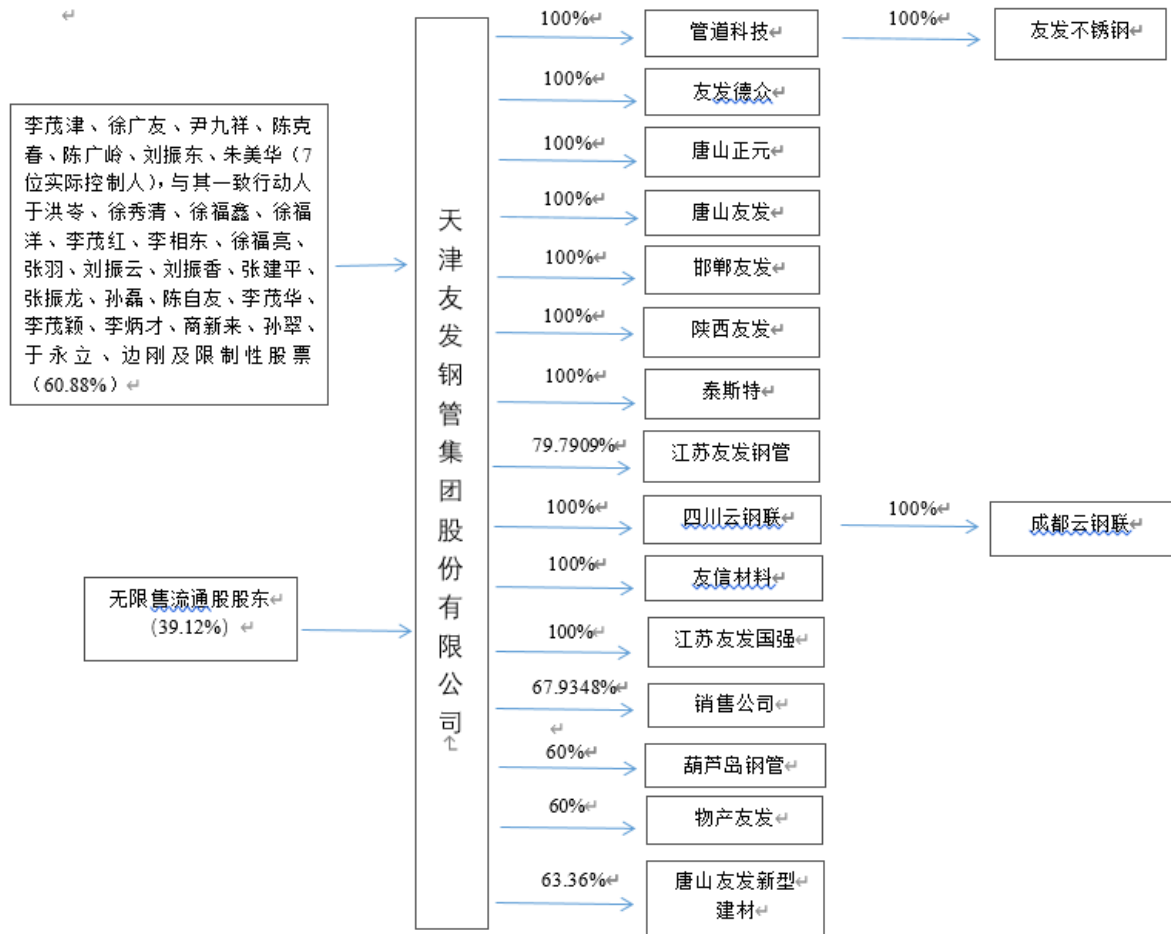 李茂津、徐广友、尹九祥、陈克
春、陈广岭、刘振东、朱美华（7
位实际控制人），与其一致行动人
于洪岑、徐秀清、徐福鑫、徐福
洋、李茂红、李相东、徐福亮、
张羽、刘振云、刘振香、张建平、
张振龙、孙磊、陈自友、李茂华、
李茂颖、李炳才、商新来、孙翠、
于永立、边刚及限制性股票
（60.88%）
无限售流通股股东
(39.12%)
天津友发钢管集团股份有限公司
100%
管道科技
100%
友发不锈钢
100%
友发德众
100%
唐山正元
100%
唐山友发
100%
邯郸友发
100%
陕西友发
100%
泰斯特
79.7909%
江苏友发钢管
100%
四川云钢联
100%
成都云钢联
100%
友信材料
100%
江苏友发国强
67.9348%
销售公司
60%
葫芦岛钢管
60%
物产友发
63.36%
唐山友发新型
建材